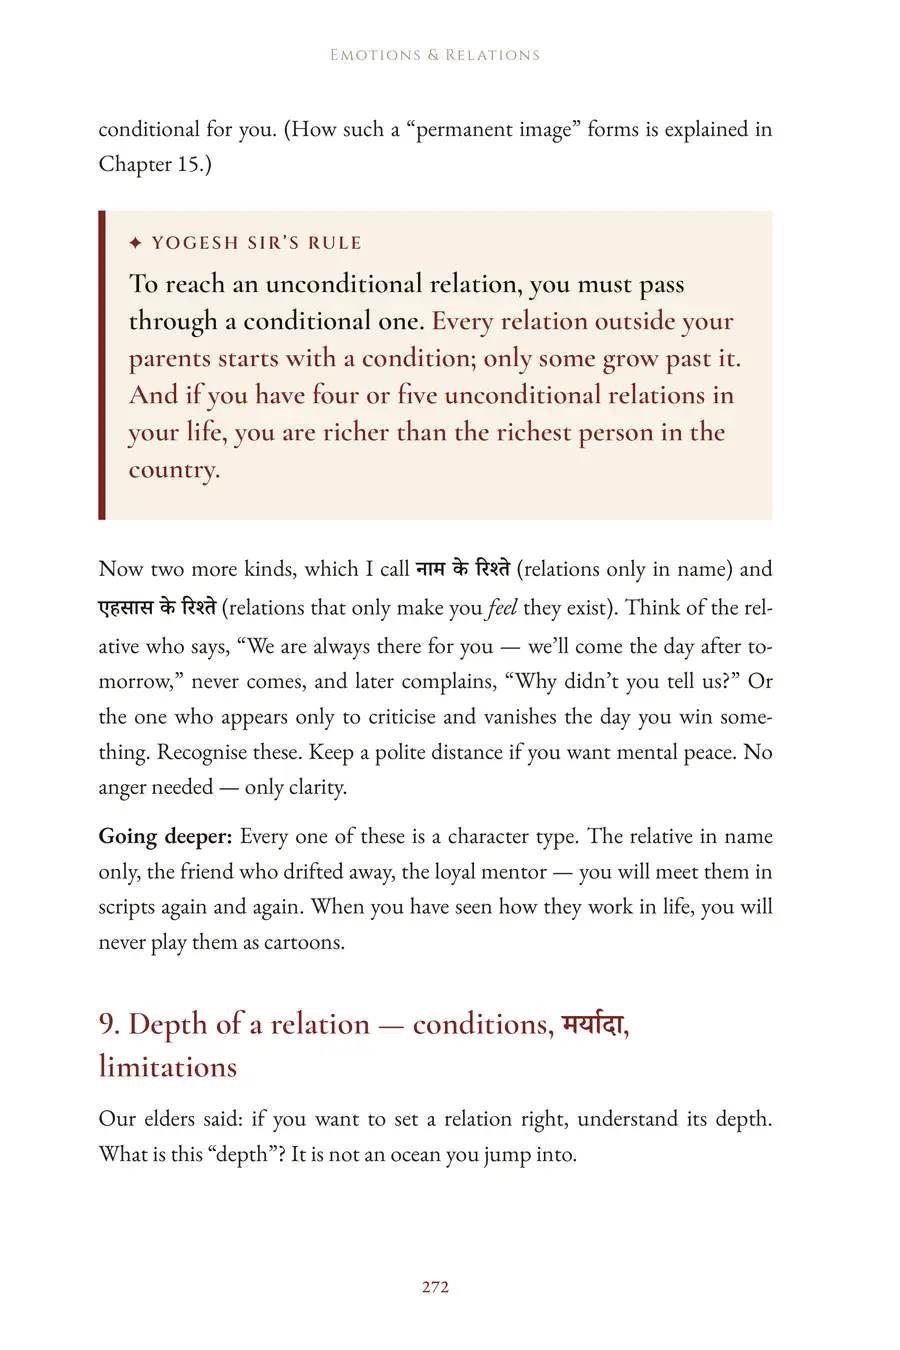 EMOTIONS & RELATIONS
conditional for you. (How such a “permanent image” forms is explained in
Chapter 15.)
✦ YOGESH SIR’S RULE
To reach an unconditional relation, you must pass
through a conditional one. Every relation outside your
parents starts with a condition; only some grow past it.
And if you have four or five unconditional relations in
your life, you are richer than the richest person in the
country.
Now two more kinds, which I call नाम के रिश्ते (relations only in name) and
एहसास के रिश्ते (relations that only make you feel they exist). Think of the rel-
ative who says, “We are always there for you — we’ll come the day after to-
morrow,” never comes, and later complains, “Why didn’t you tell us?” Or
the one who appears only to criticise and vanishes the day you win some-
thing. Recognise these. Keep a polite distance if you want mental peace. No
anger needed — only clarity.
Going deeper: Every one of these is a character type. The relative in name
only, the friend who drifted away, the loyal mentor — you will meet them in
scripts again and again. When you have seen how they work in life, you will
never play them as cartoons.
9. Depth of a relation — conditions, मर्यादा,
limitations
Our elders said: if you want to set a relation right, understand its depth.
What is this “depth”? It is not an ocean you jump into.
272